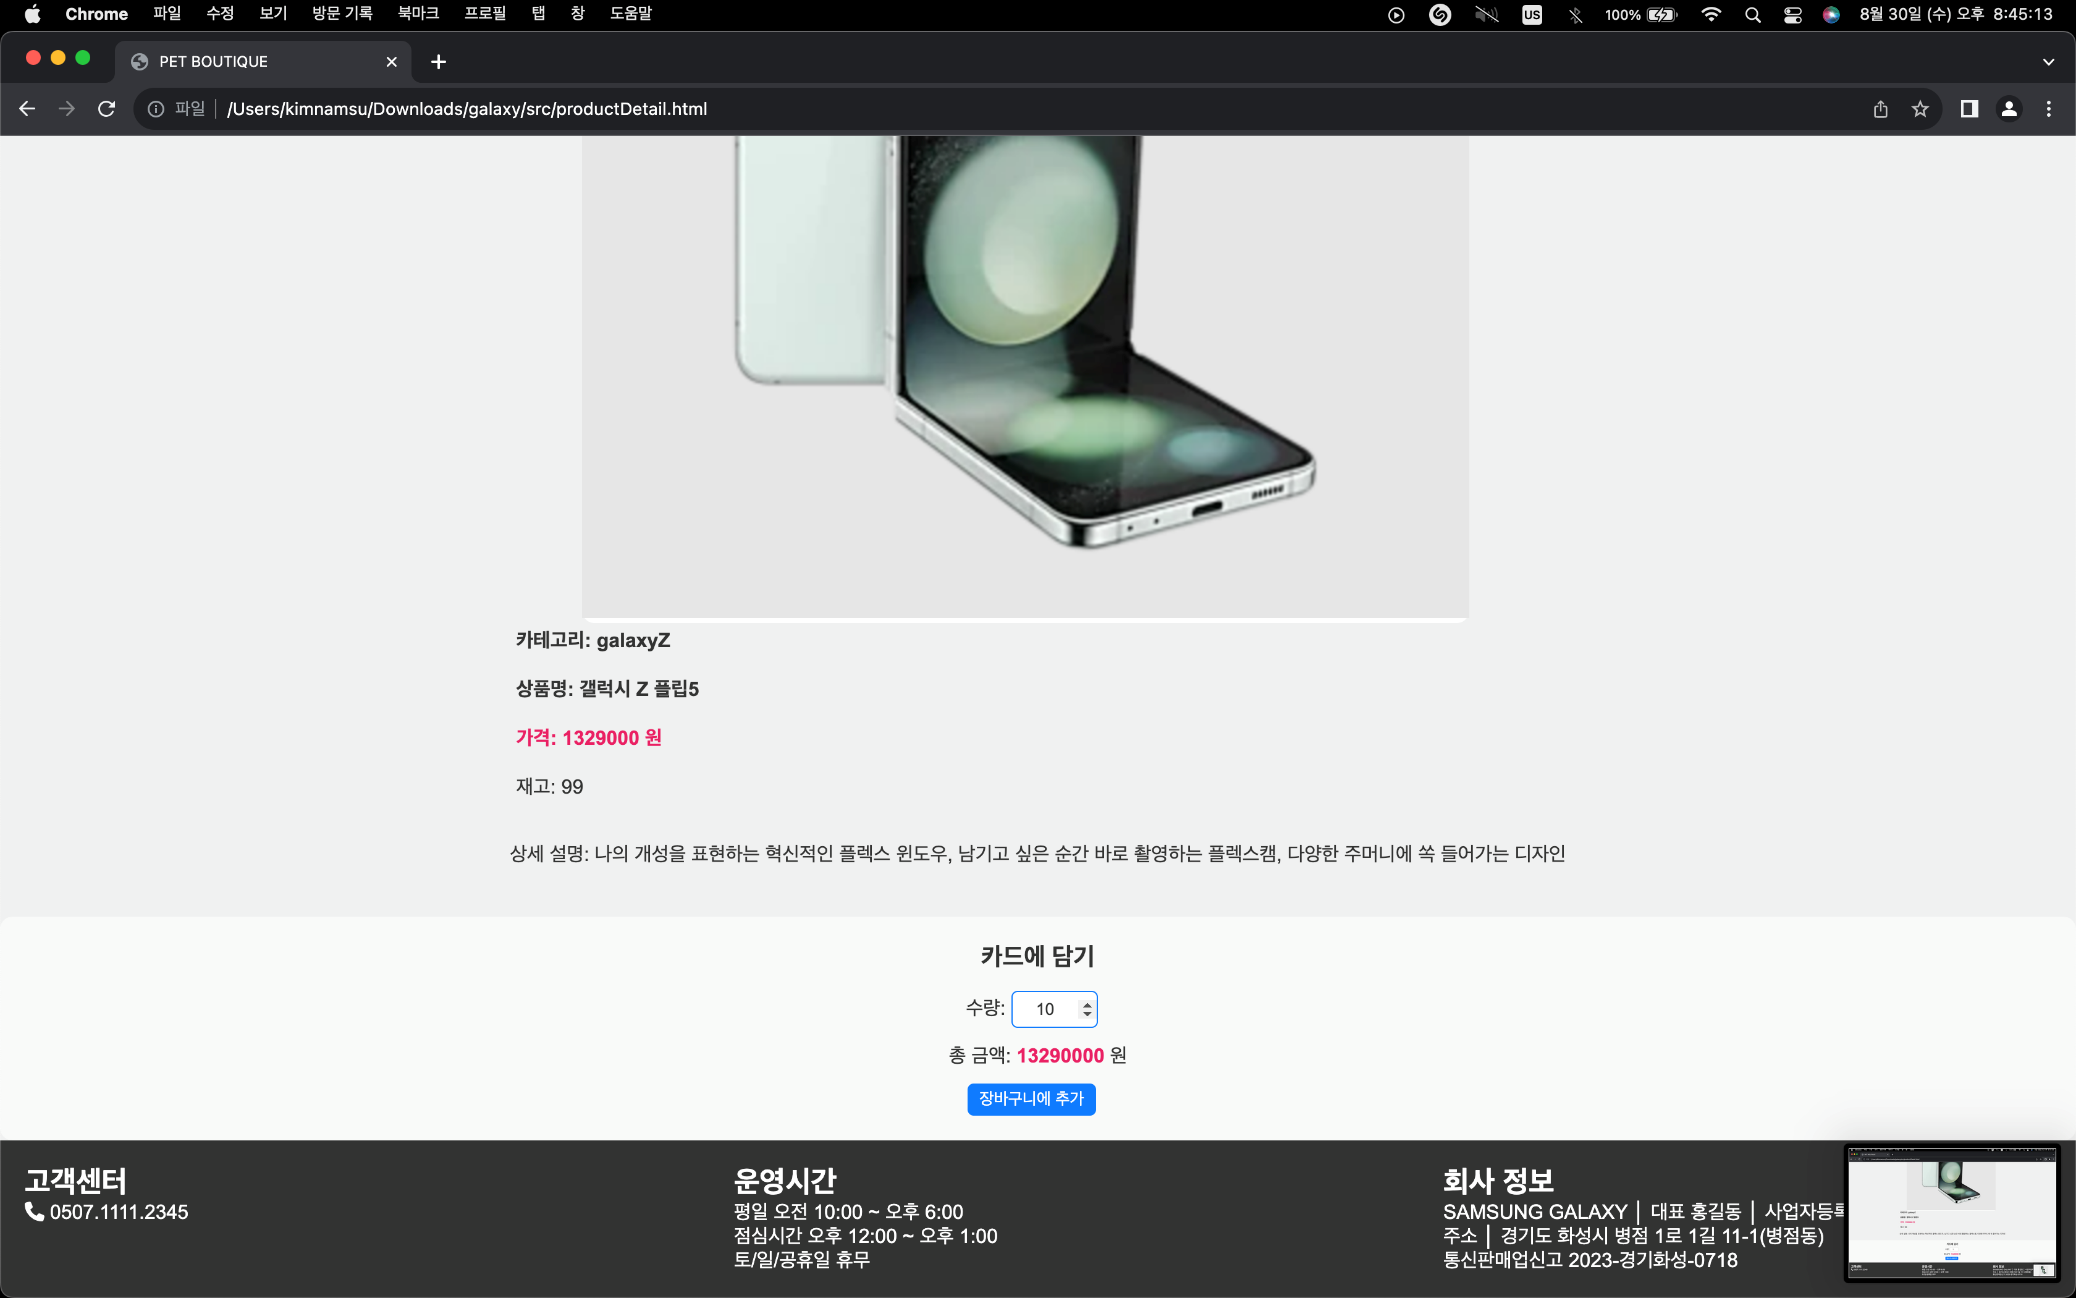 Chrome 파일 수정 보기 방문 기록 북마크 프로필 탭 창 도움말 US 100% 8월 30일 (수) 오후 8:45:13
PET BOUTIQUE
파일 /Users/kimnamsu/Downloads/galaxy/src/productDetail.html
카테고리: galaxyZ
상품명: 갤럭시 Z 플립5
가격: 1329000 원
재고: 99
상세 설명: 나의 개성을 표현하는 혁신적인 플렉스 윈도우, 남기고 싶은 순간 바로 촬영하는 플렉스캠, 다양한 주머니에 쏙 들어가는 디자인
카드에 담기
수량: 10
총 금액: 13290000 원
장바구니에 추가
고객센터
0507.1111.2345
운영시간
평일 오전 10:00 ~ 오후 6:00
점심시간 오후 12:00 ~ 오후 1:00
토/일/공휴일 휴무
회사 정보
SAMSUNG GALAXY │ 대표 홍길동 │ 사업자등록
주소 │ 경기도 화성시 병점 1로 1길 11-1(병점동)
통신판매업신고 2023-경기화성-0718